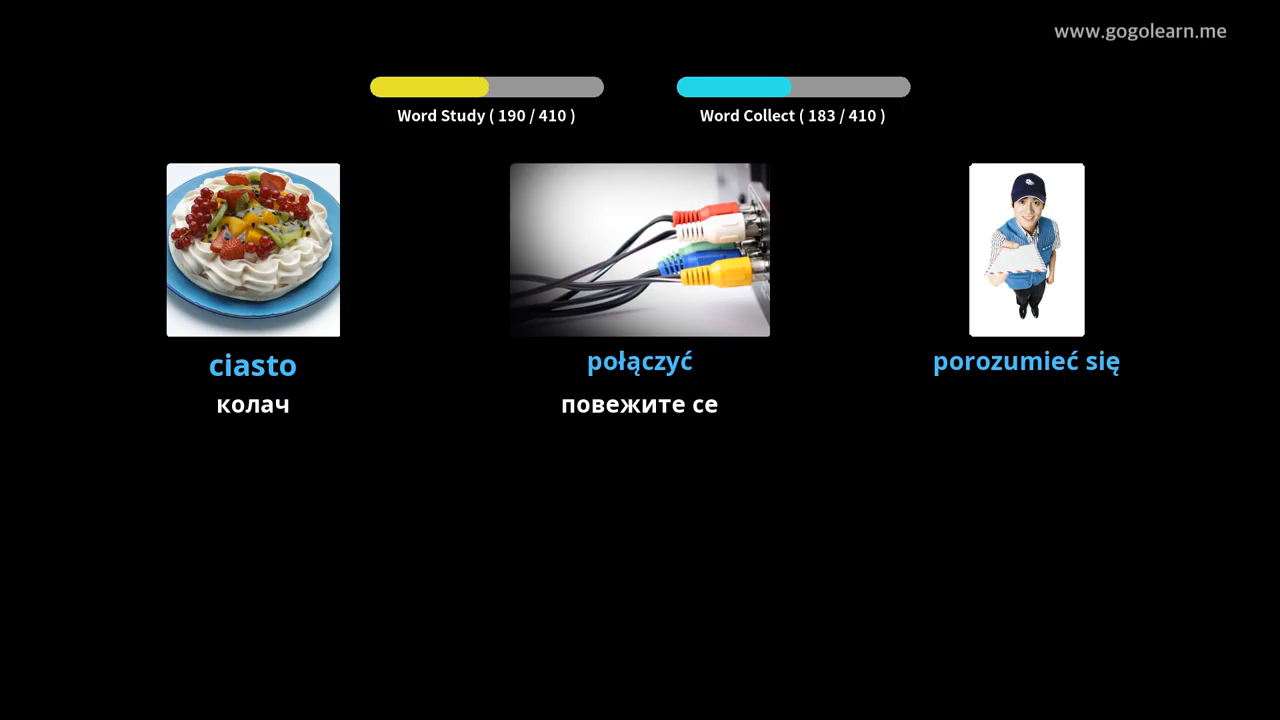 www.gogolearn.me
Word Study ( 190 / 410 )
Word Collect ( 183 / 410 )
ciasto
połączyć
porozumieć się
колач
повежите се